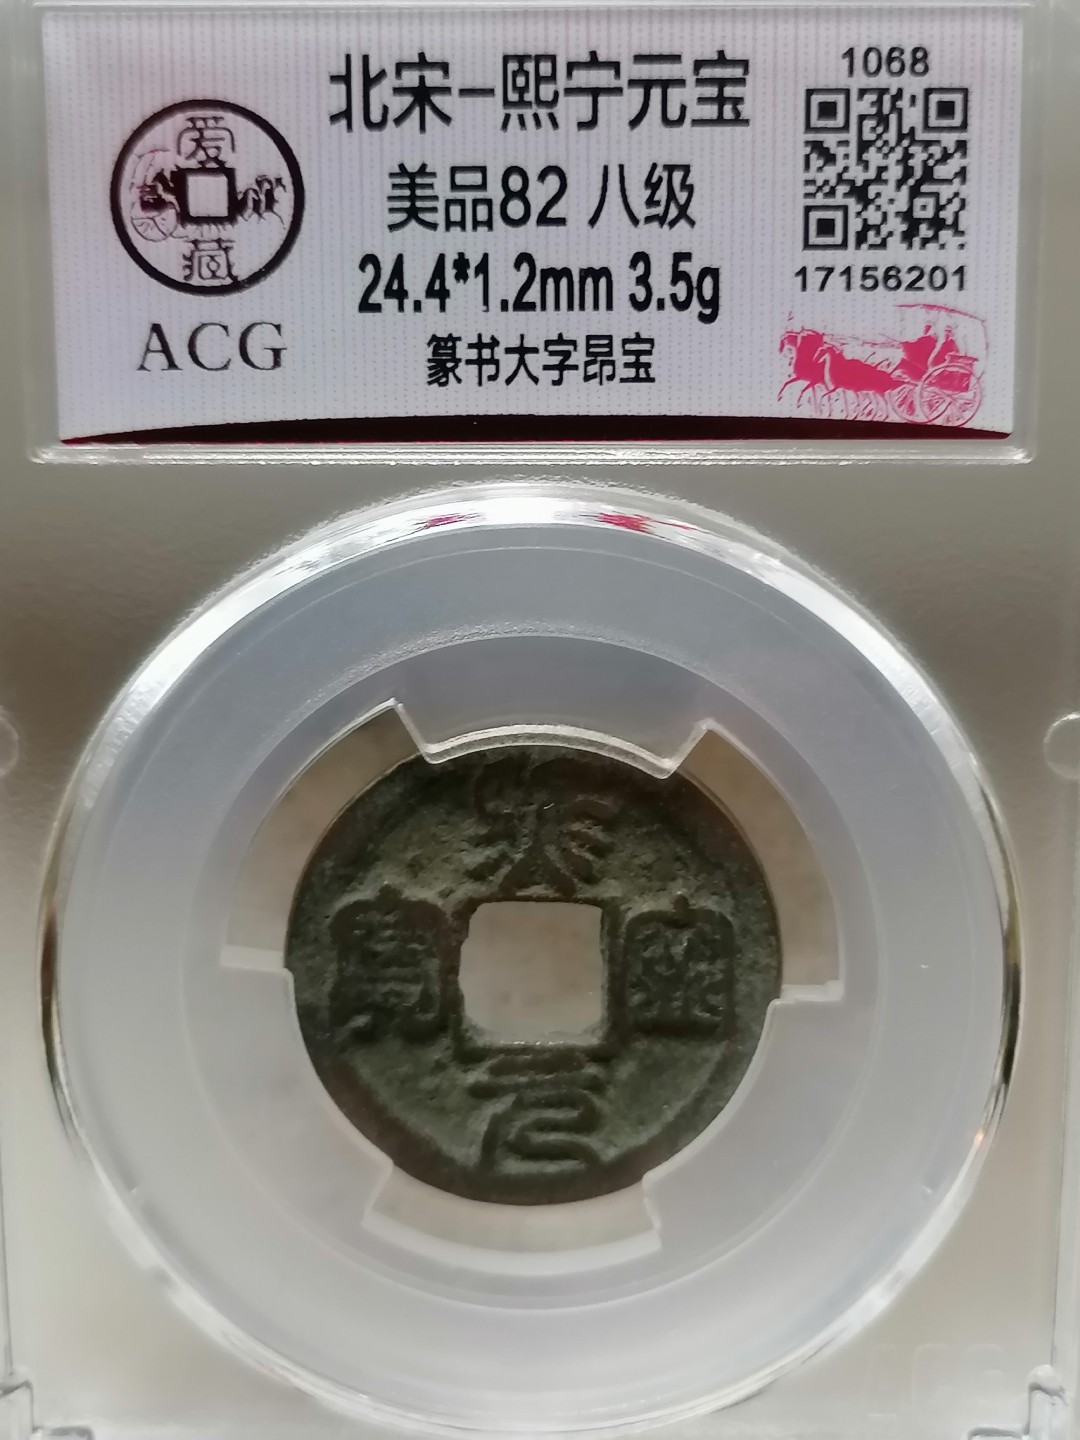 北宋-熙宁元宝
1068
美品82 八级
24.4*1.2mm 3.5g
17156201
篆书大字昂宝
爱
藏
ACG
熙
寶 寧
元